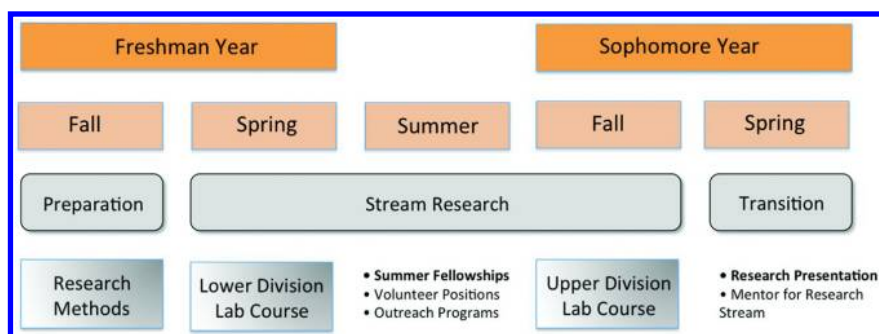 Freshman Year
Sophomore Year
Fall
Spring
Summer
Fall
Spring
Preparation
Stream Research
Transition
Research
Methods
Lower Division
Lab Course
• Summer Fellowships
• Volunteer Positions
• Outreach Programs
Upper Division
Lab Course
• Research Presentation
• Mentor for Research
Stream